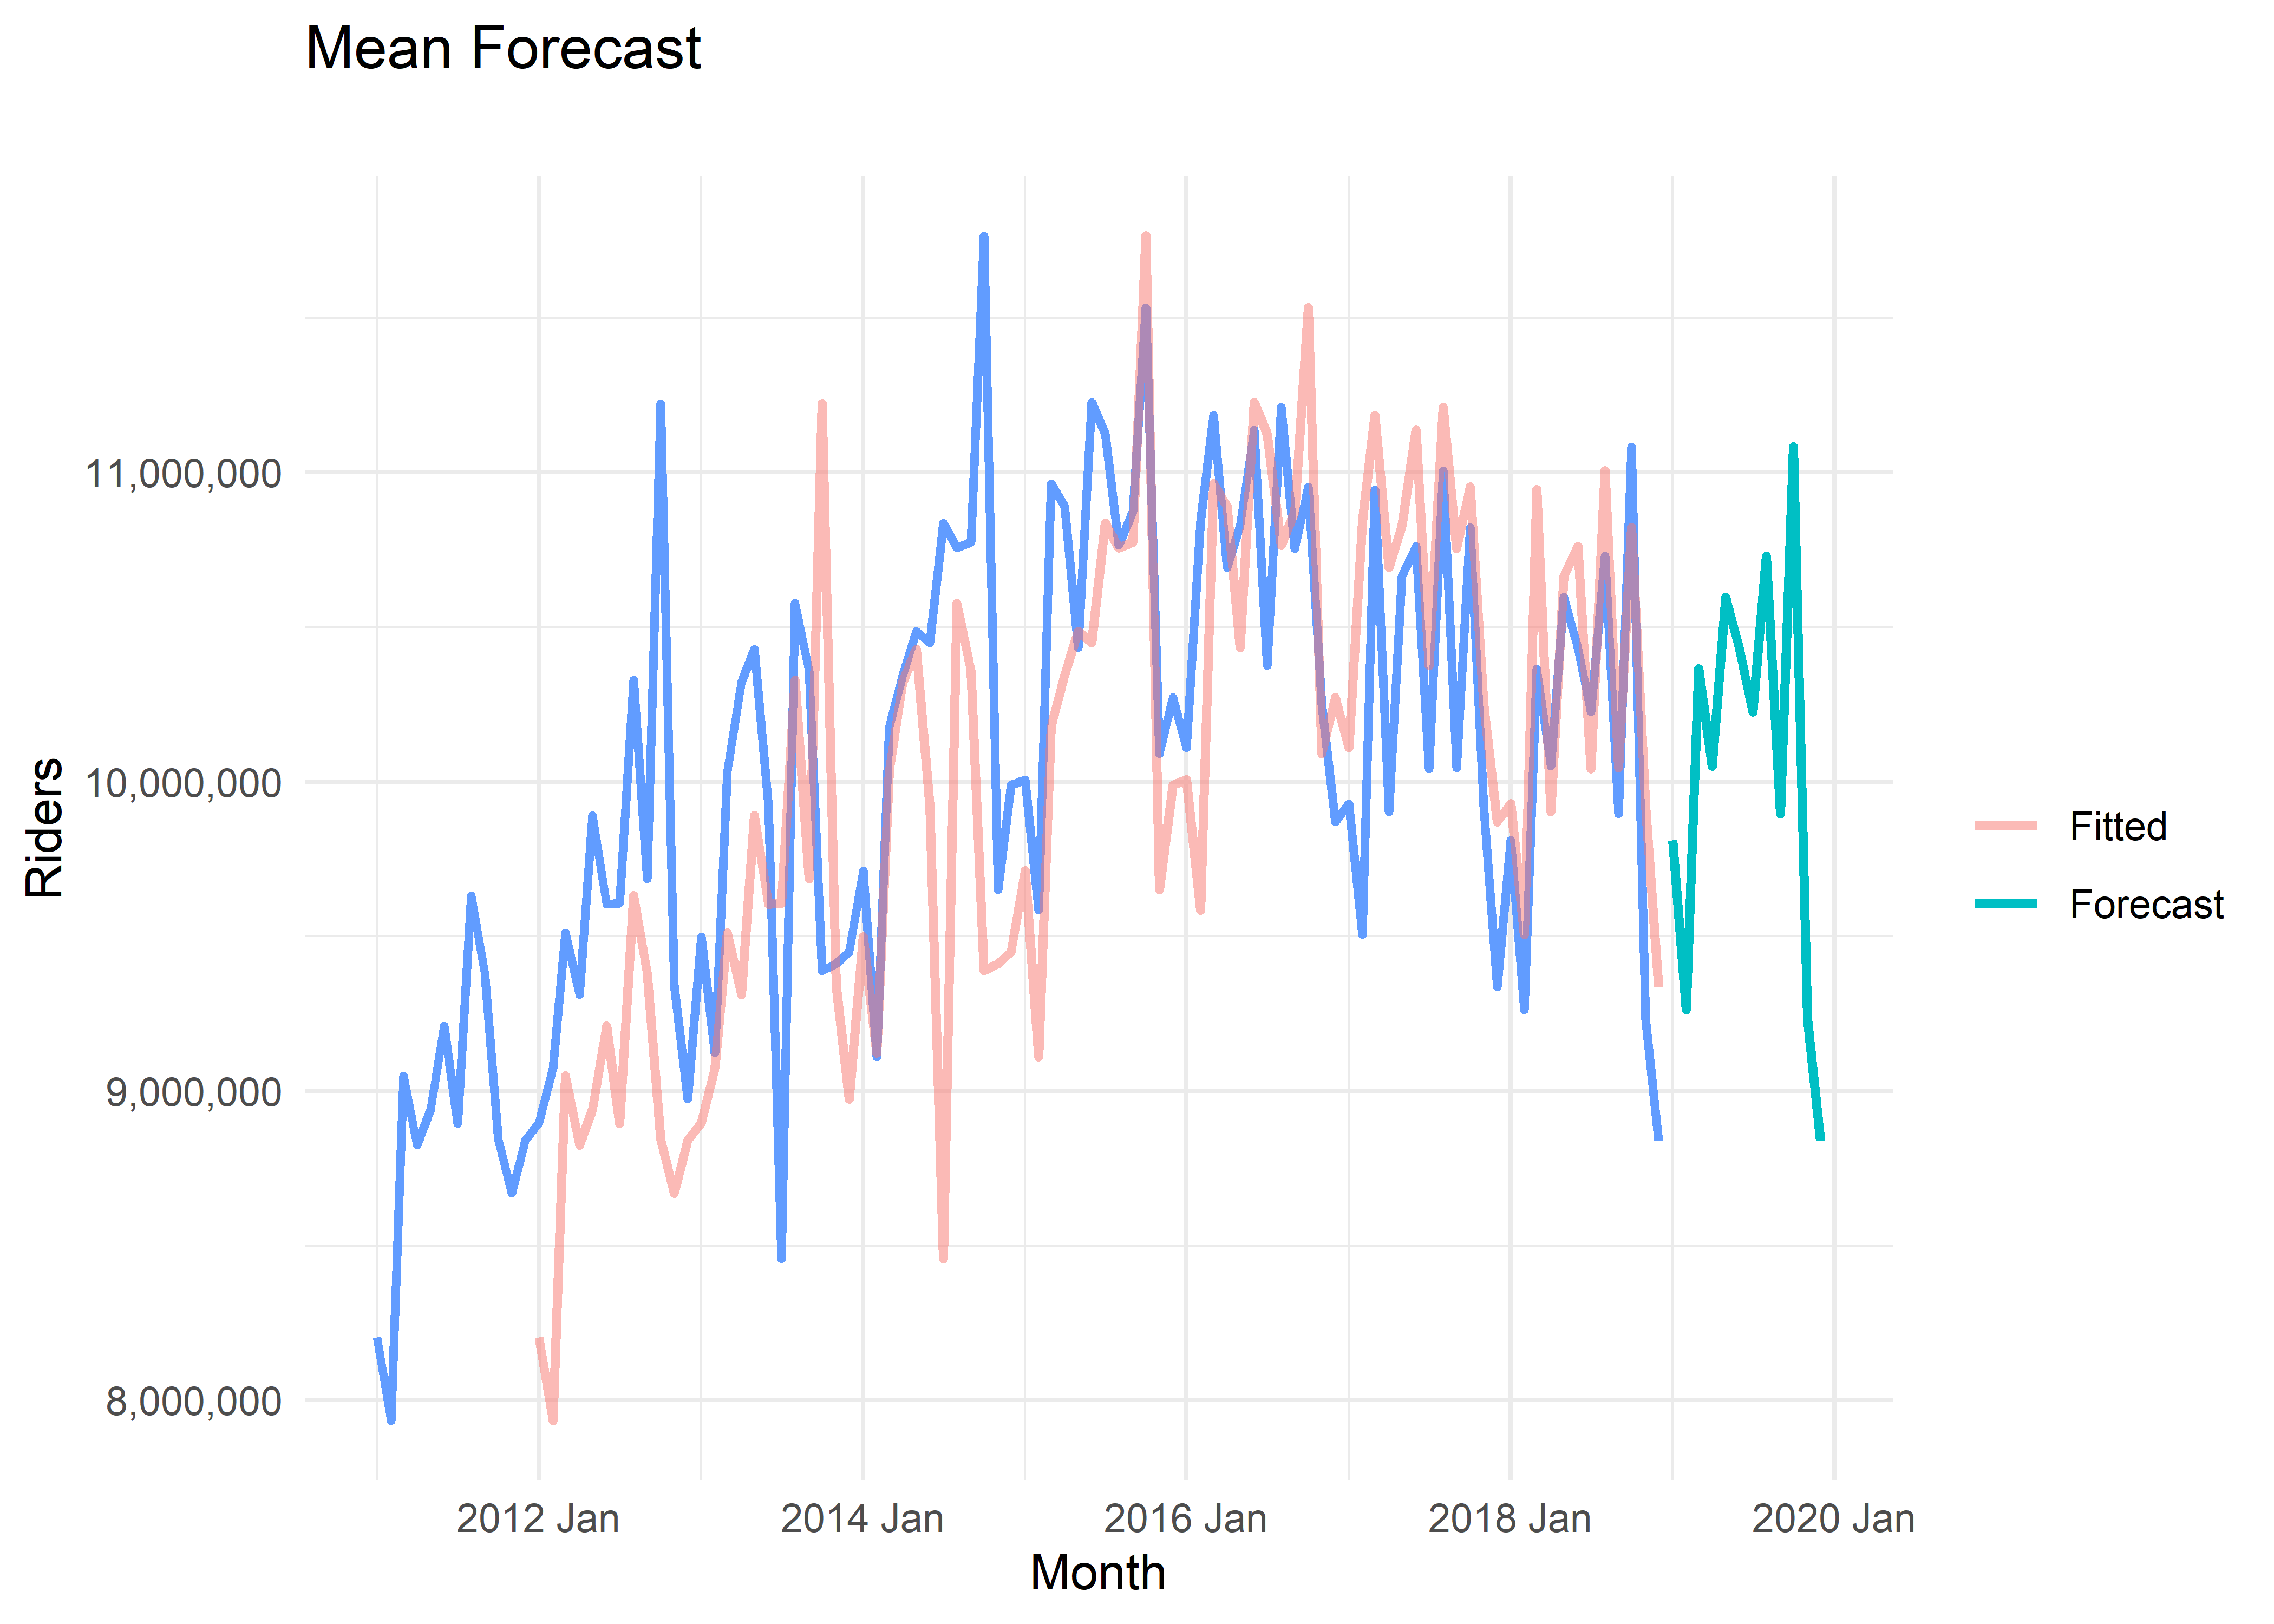 Mean Forecast
Riders
11,000,000
10,000,000
9,000,000
8,000,000
2012 Jan
2014 Jan
2016 Jan
2018 Jan
2020 Jan
Month
Fitted
Forecast